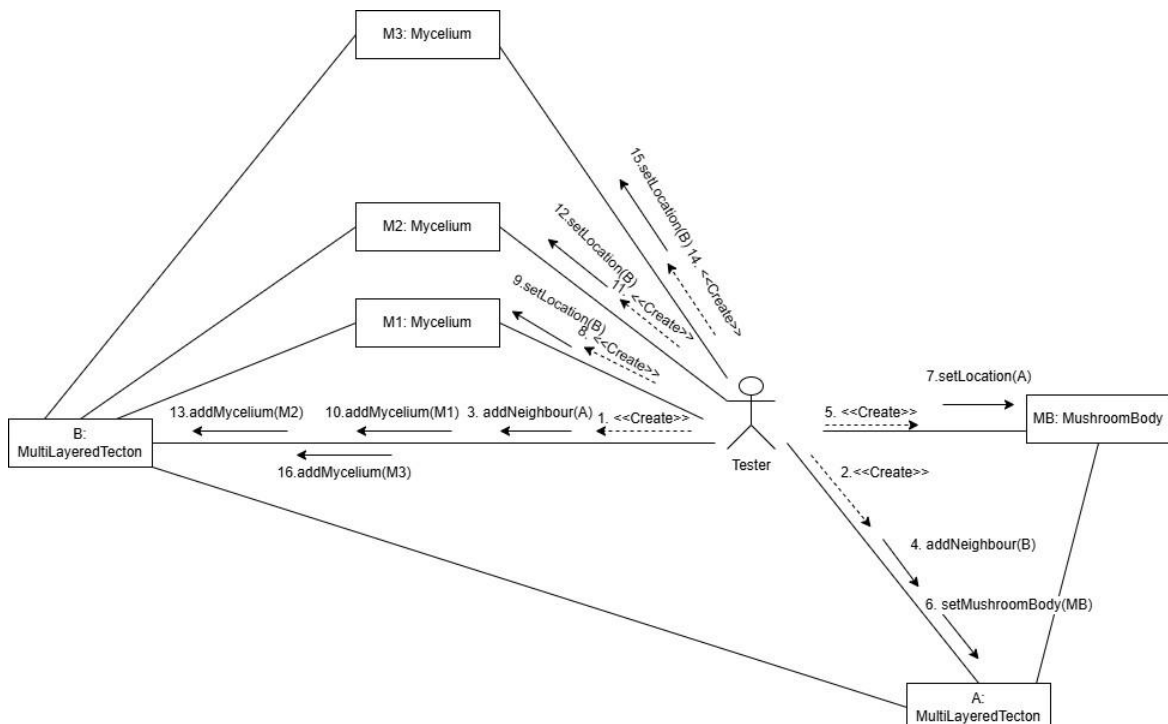 M3: Mycelium
15.setLocation(B)
14. <<Create>>
M2: Mycelium
12.setLocation(B)
11. <<Create>>
9.setLocation(B)
8. <<Create>>
M1: Mycelium
7.setLocation(A)
13.addMycelium(M2)
10.addMycelium(M1)
3. addNeighbour(A)
1. <<Create>>
5. <<Create>>
MB: MushroomBody
B:
MultiLayeredTecton
16.addMycelium(M3)
Tester
2.<<Create>>
4. addNeighbour(B)
6. setMushroomBody(MB)
A:
MultiLayeredTecton